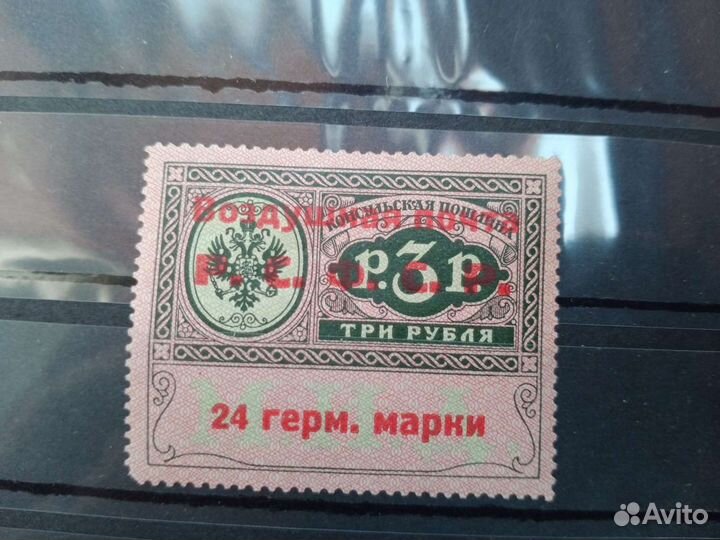 Воздушная почта
КОНСУЛЬСКАЯ ПОШЛИНА
Р. С. Ф. С. Р.
Р. 3 Р.
ТРИ РУБЛЯ
24 герм. марки
Avito